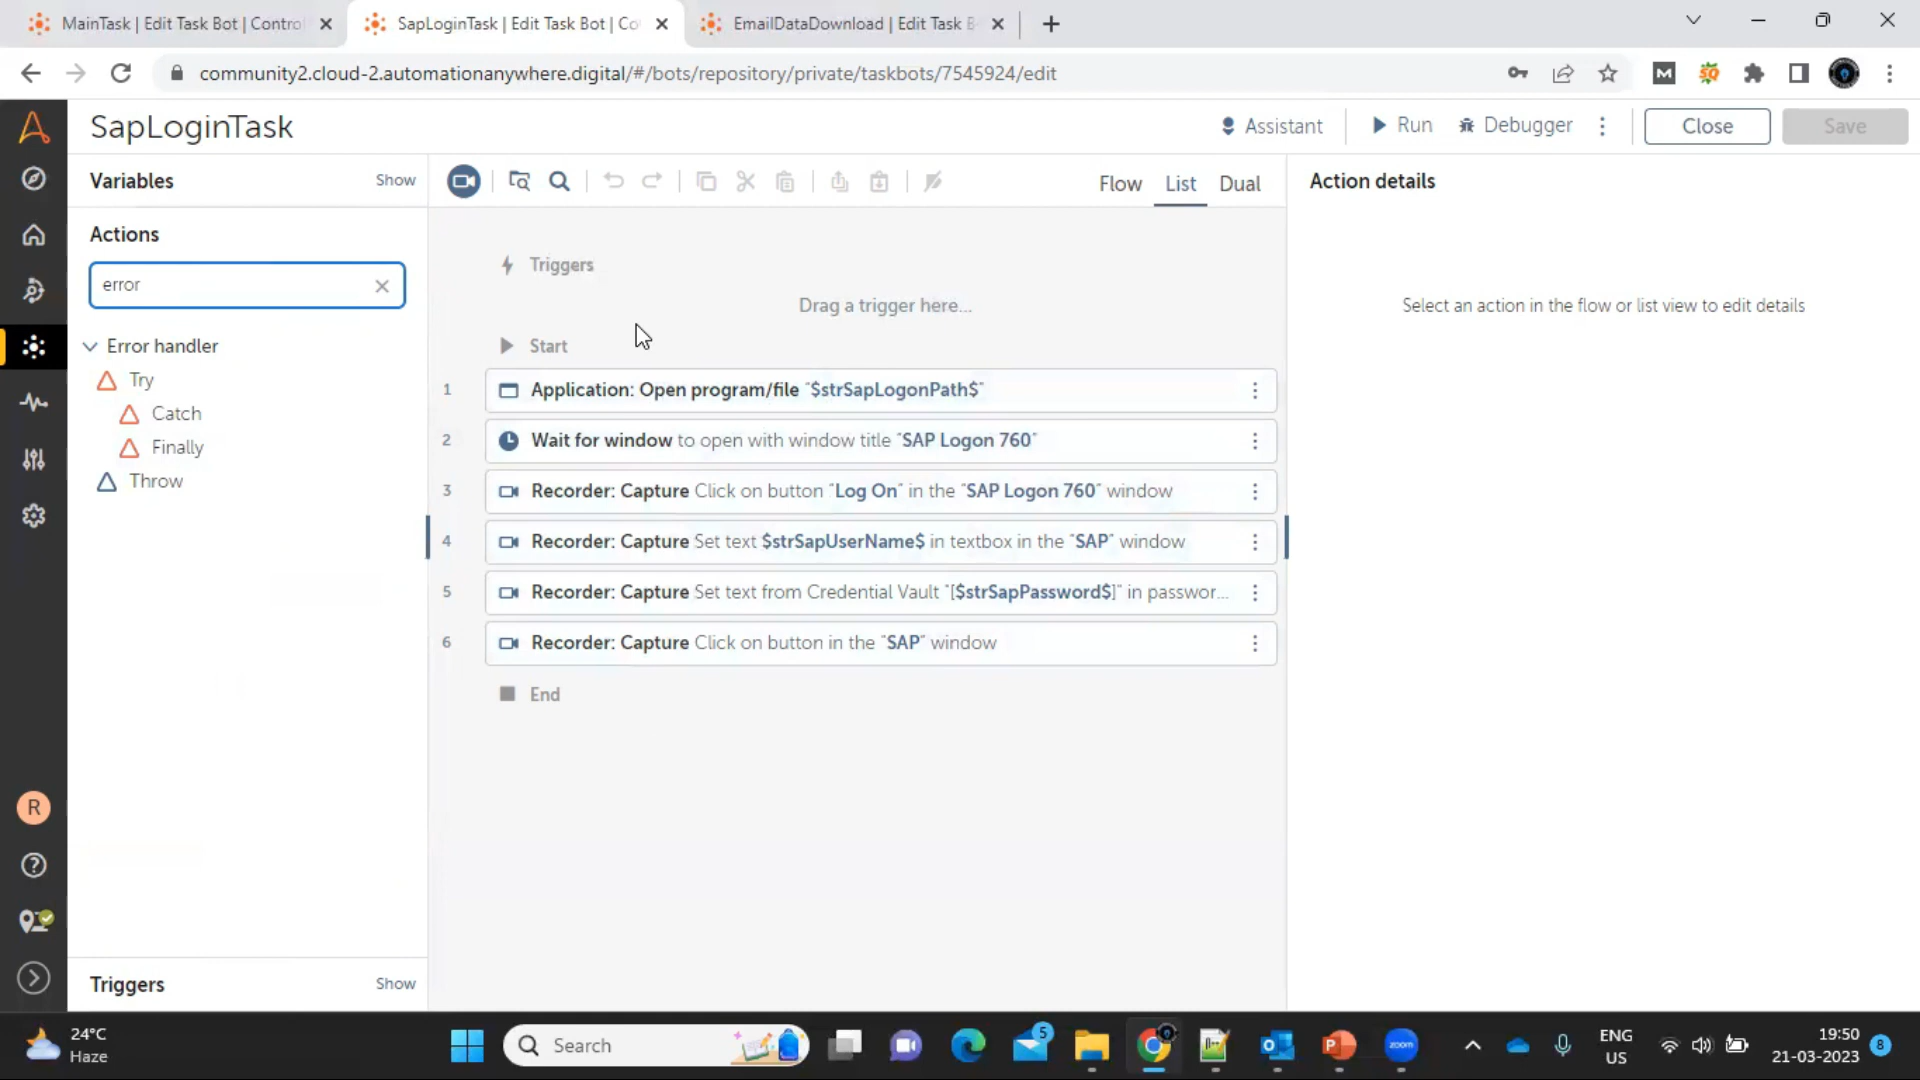 MainTask | Edit Task Bot | Contro
SapLoginTask | Edit Task Bot | Co
EmailDataDownload | Edit Task B
community2.cloud-2.automationanywhere.digital/#/bots/repository/private/taskbots/7545924/edit
SapLoginTask
Assistant
Run
Debugger
Close
Save
Variables
Show
Flow
List
Dual
Action details
Actions
error
Error handler
Try
Catch
Finally
Throw
Triggers
Drag a trigger here...
Start
1 Application: Open program/file "$strSapLogonPath$"
2 Wait for window to open with window title "SAP Logon 760"
3 Recorder: Capture Click on button "Log On" in the "SAP Logon 760" window
4 Recorder: Capture Set text $strSapUserName$ in textbox in the "SAP" window
5 Recorder: Capture Set text from Credential Vault "[$strSapPassword$]" in passwor...
6 Recorder: Capture Click on button in the "SAP" window
End
Select an action in the flow or list view to edit details
R
Triggers
Show
24°C
Haze
Search
5
zoom
ENG
US
19:50
21-03-2023
8